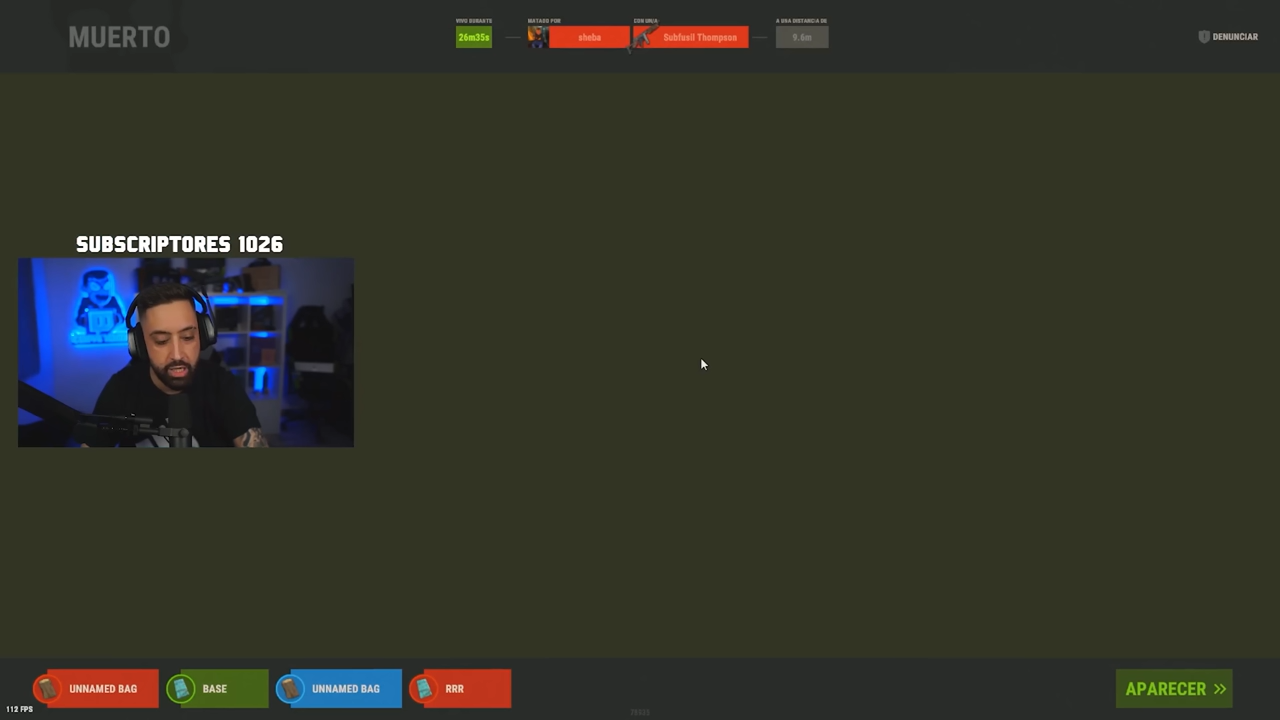 MUERTO
VIVO DURANTE
26m35s
MATADO POR
sheba
CON UN/A
Subfusil Thompson
A UNA DISTANCIA DE
9.6m
DENUNCIAR
SUBSCRIPTORES 1026
UNNAMED BAG
BASE
UNNAMED BAG
RRR
APARECER
112 FPS